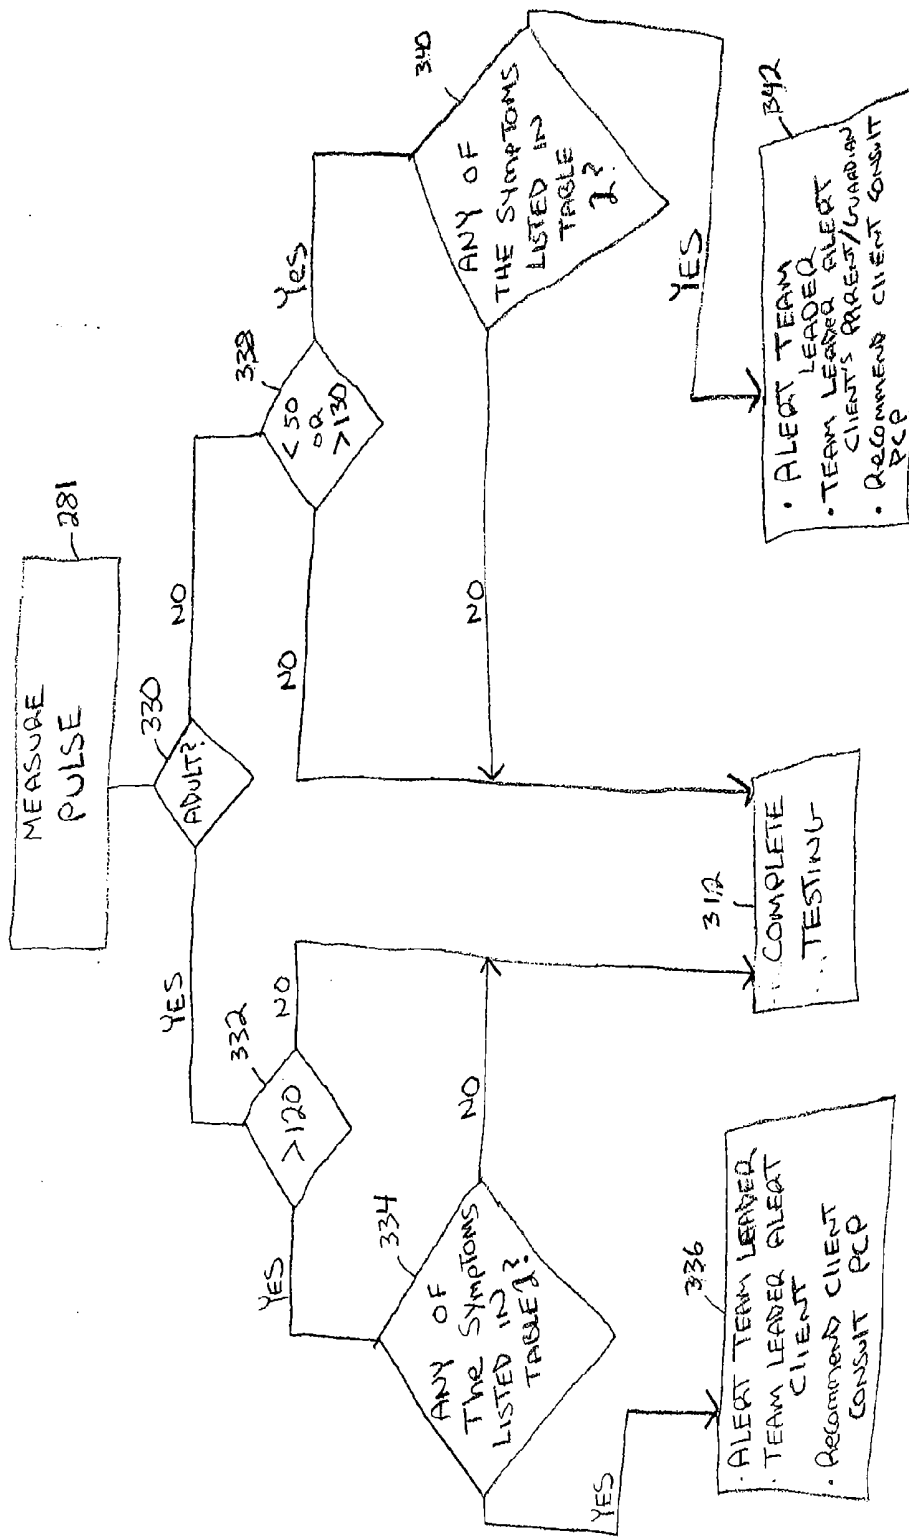 MEASURE
PULSE
281
330
ADULT?
YES
NO
332
>120
YES
NO
338
< 50
OR
>130
NO
Yes
334
ANY OF
The SYMPTOMS
LISTED IN
TABLE 2?
NO
YES
340
ANY OF
THE SYMPTOMS
LISTED IN
TABLE
2?
NO
YES
336
· ALERT TEAM LEADER
· TEAM LEADER ALERT
CLIENT
· Recommend CLIENT
CONSULT PCP
312
COMPLETE
TESTING
342
· ALERT TEAM
LEADER
· TEAM LEADER ALERT
CLIENT'S PARENT/GUARDIAN
· Recommend CLIENT CONSULT
PCP